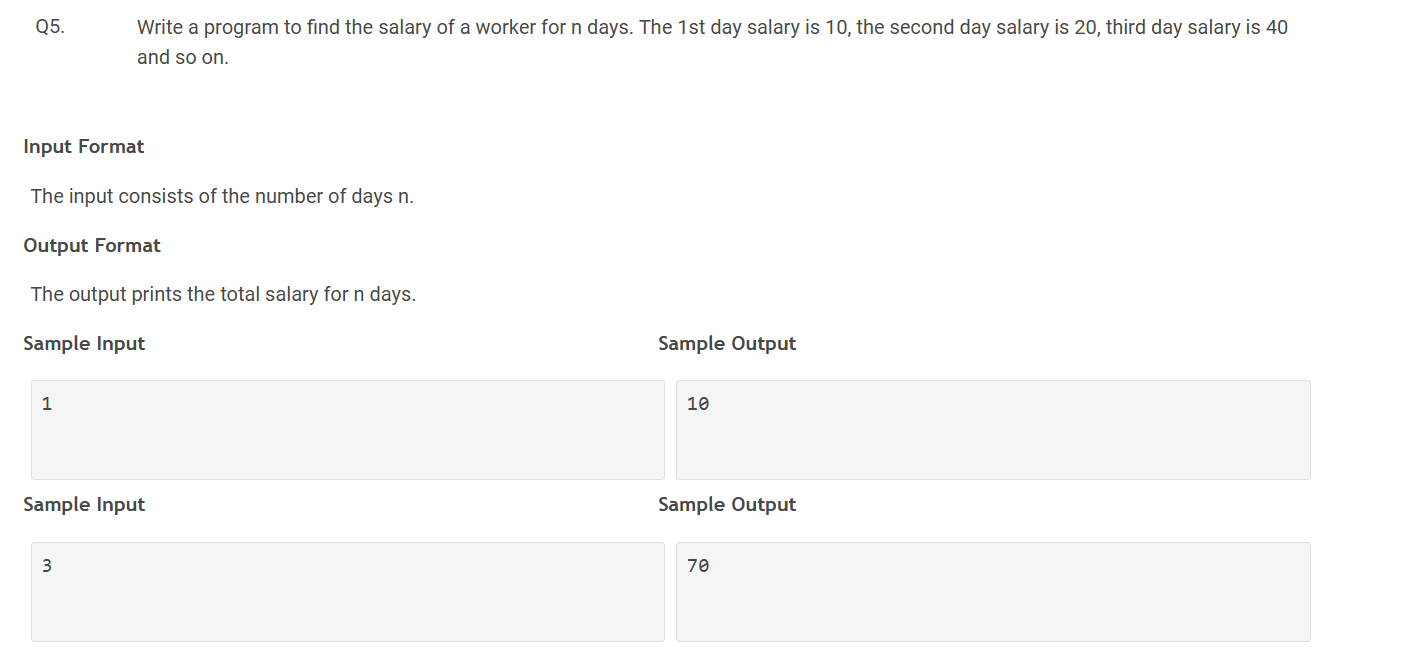 Q5. Write a program to find the salary of a worker for n days. The 1st day salary is 10, the second day salary is 20, third day salary is 40
and so on.
Input Format
The input consists of the number of days n.
Output Format
The output prints the total salary for n days.
Sample Input Sample Output
1 10
Sample Input Sample Output
3 70